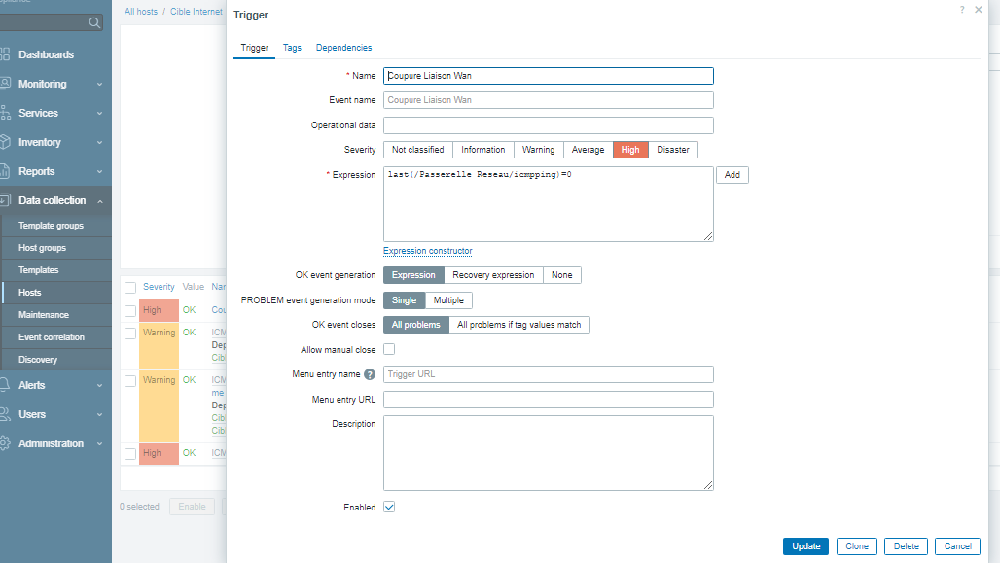 All hosts / Cible Internet
Trigger
?
Trigger Tags Dependencies
Dashboards
Monitoring
Services
Inventory
Reports
Data collection
Template groups
Host groups
Templates
Hosts
Maintenance
Event correlation
Discovery
Alerts
Users
Administration
Severity Value Nar
High OK Cou
Warning OK ICM
Dep
Cibl
Warning OK ICM
me
Dep
Cibl
Cibl
High OK ICM
0 selected Enable
* Name Coupure Liaison Wan
Event name Coupure Liaison Wan
Operational data
Severity Not classified Information Warning Average High Disaster
* Expression last(/Passerelle Reseau/icmpping)=0 Add
Expression constructor
OK event generation Expression Recovery expression None
PROBLEM event generation mode Single Multiple
OK event closes All problems All problems if tag values match
Allow manual close
Menu entry name ? Trigger URL
Menu entry URL
Description
Enabled
Update Clone Delete Cancel